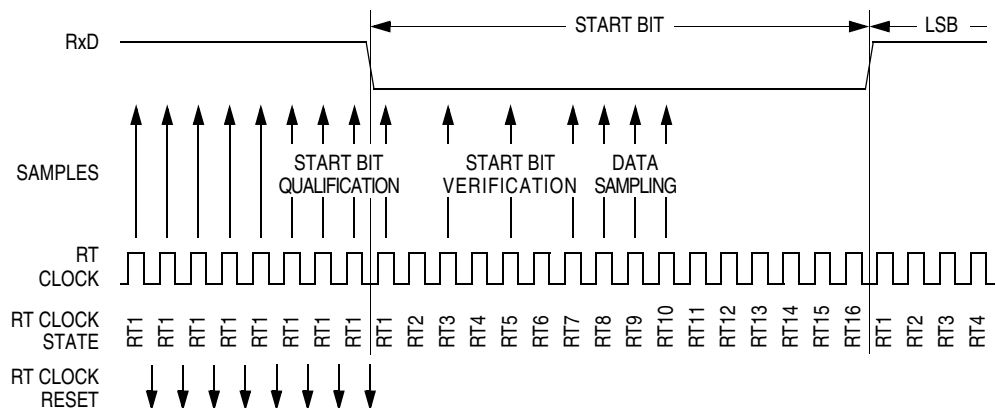 START BIT
LSB
RxD
SAMPLES
START BIT
QUALIFICATION
START BIT
VERIFICATION
DATA
SAMPLING
RT
CLOCK
RT CLOCK
STATE
RT1 RT1 RT1 RT1 RT1 RT1 RT1 RT1 RT1 RT2 RT3 RT4 RT5 RT6 RT7 RT8 RT9 RT10 RT11 RT12 RT13 RT14 RT15 RT16 RT1 RT2 RT3 RT4
RT CLOCK
RESET